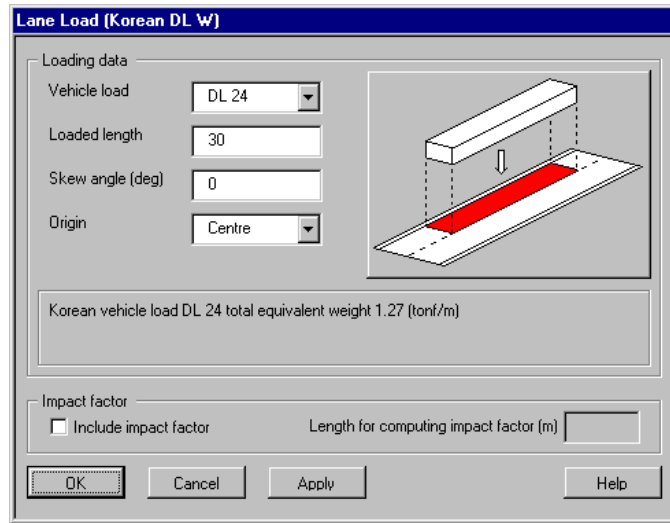 Lane Load (Korean DL W)
Loading data
Vehicle load
DL 24
Loaded length
30
Skew angle (deg)
0
Origin
Centre
Korean vehicle load DL 24 total equivalent weight 1.27 (tonf/m)
Impact factor
Include impact factor
Length for computing impact factor (m)
OK
Cancel
Apply
Help